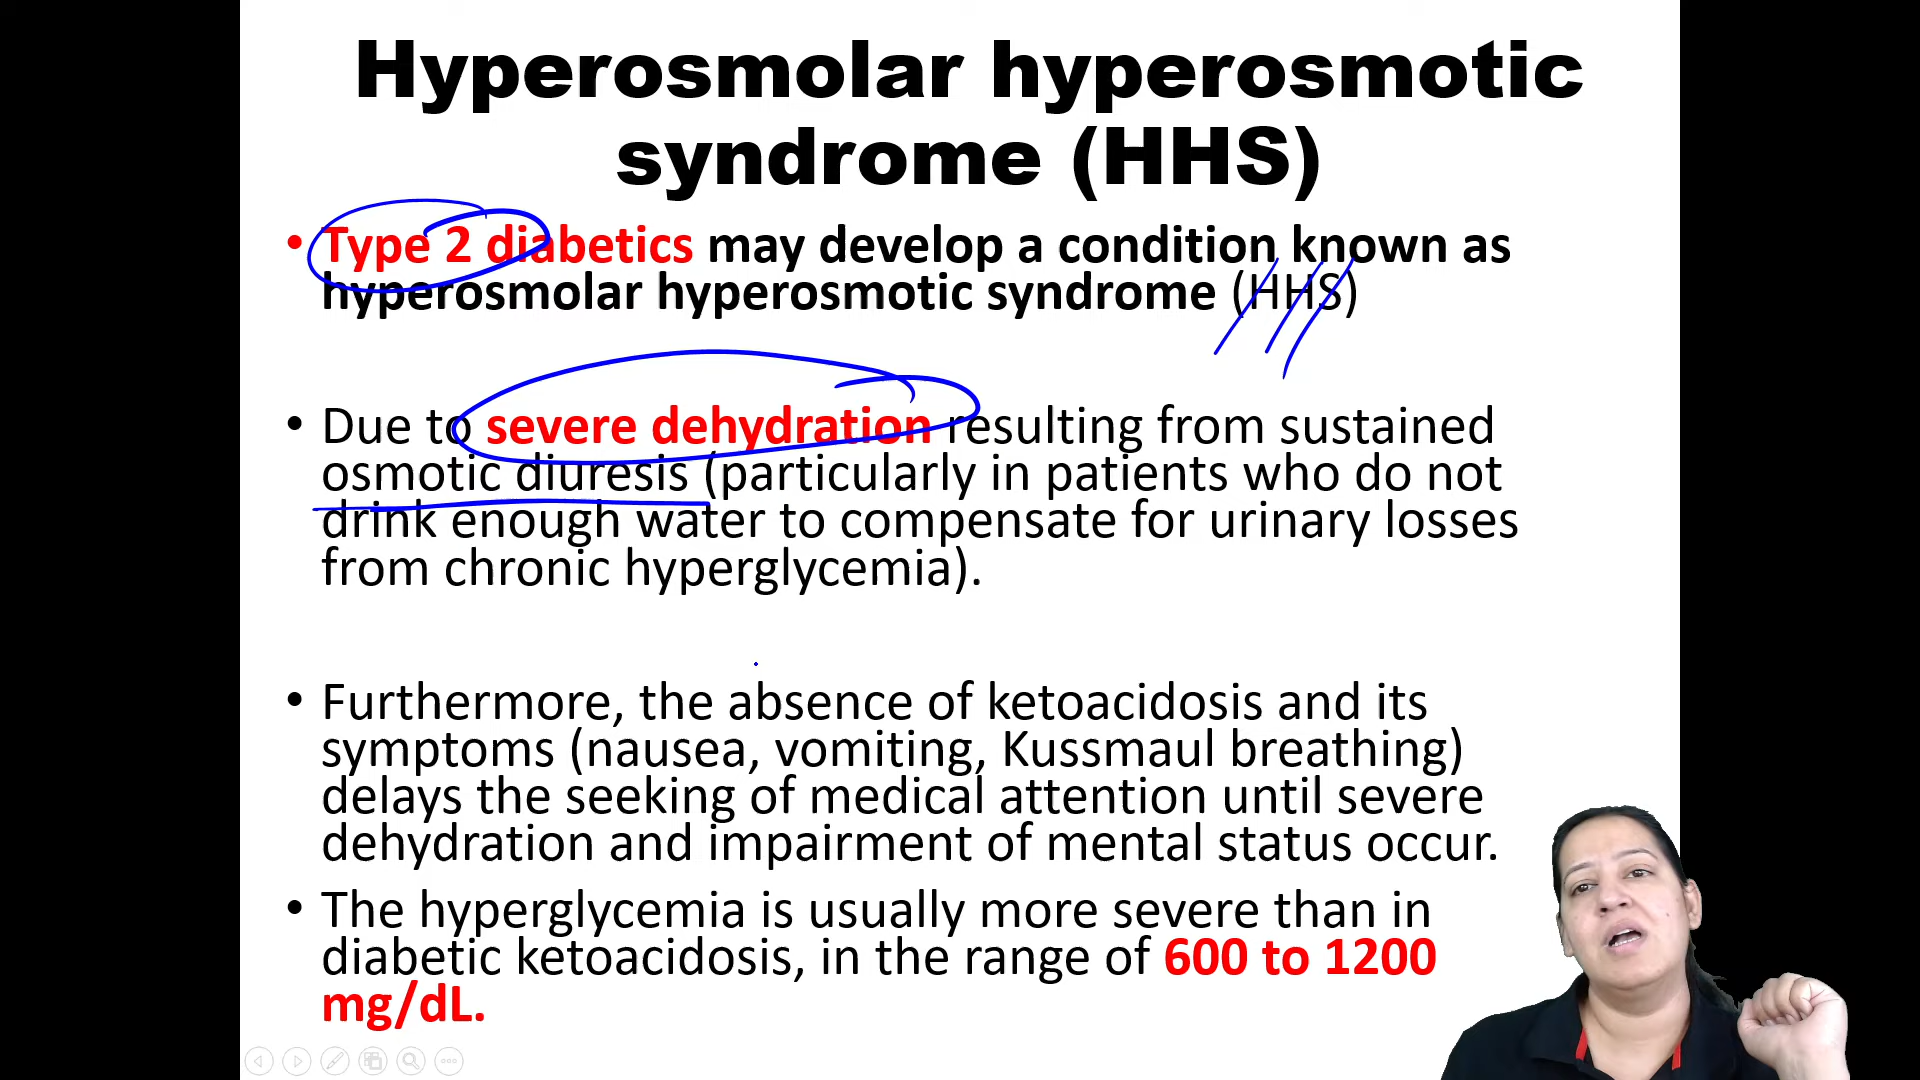 Hyperosmolar hyperosmotic
syndrome (HHS)
• Type 2 diabetics may develop a condition known as
hyperosmolar hyperosmotic syndrome (HHS)
• Due to severe dehydration resulting from sustained
osmotic diuresis (particularly in patients who do not
drink enough water to compensate for urinary losses
from chronic hyperglycemia).
• Furthermore, the absence of ketoacidosis and its
symptoms (nausea, vomiting, Kussmaul breathing)
delays the seeking of medical attention until severe
dehydration and impairment of mental status occur.
• The hyperglycemia is usually more severe than in
diabetic ketoacidosis, in the range of 600 to 1200
mg/dL.